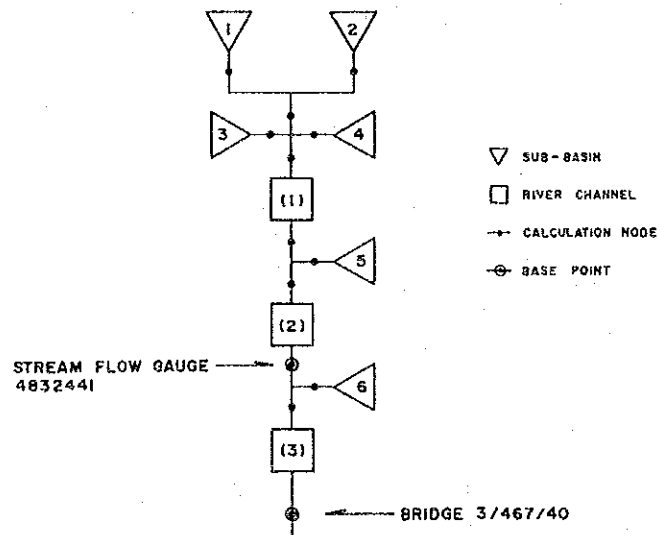 1
2
3
4
▽ SUB-BASIN
□ RIVER CHANNEL
(1)
CALCULATION NODE
5
BASE POINT
(2)
STREAM FLOW GAUGE
4832441
6
(3)
BRIDGE 3/467/40